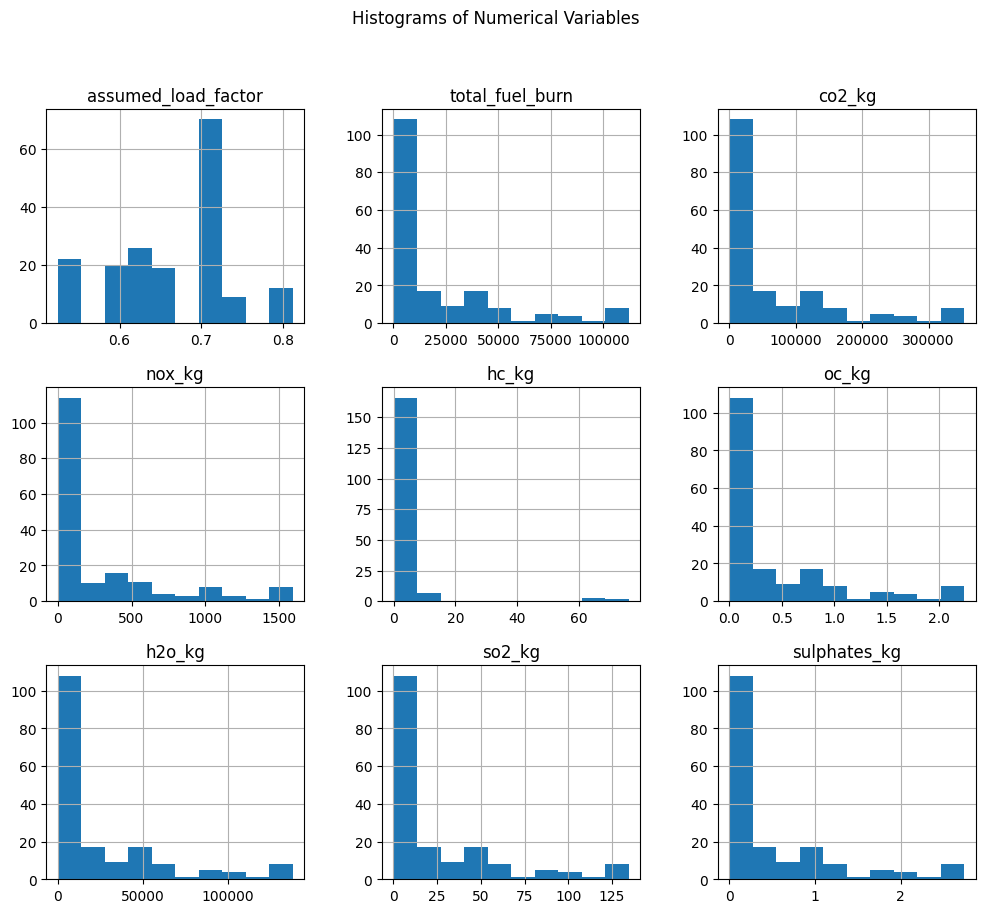 Histograms of Numerical Variables
assumed_load_factor
total_fuel_burn
co2_kg
60
40
20
0
0.6 0.7 0.8
100
80
60
40
20
0
0 25000 50000 75000 100000
100
80
60
40
20
0
0 100000 200000 300000
nox_kg
hc_kg
oc_kg
100
80
60
40
20
0
0 500 1000 1500
150
125
100
75
50
25
0
0 20 40 60
100
80
60
40
20
0
0.0 0.5 1.0 1.5 2.0
h2o_kg
so2_kg
sulphates_kg
100
80
60
40
20
0
0 50000 100000
100
80
60
40
20
0
0 25 50 75 100 125
100
80
60
40
20
0
0 1 2